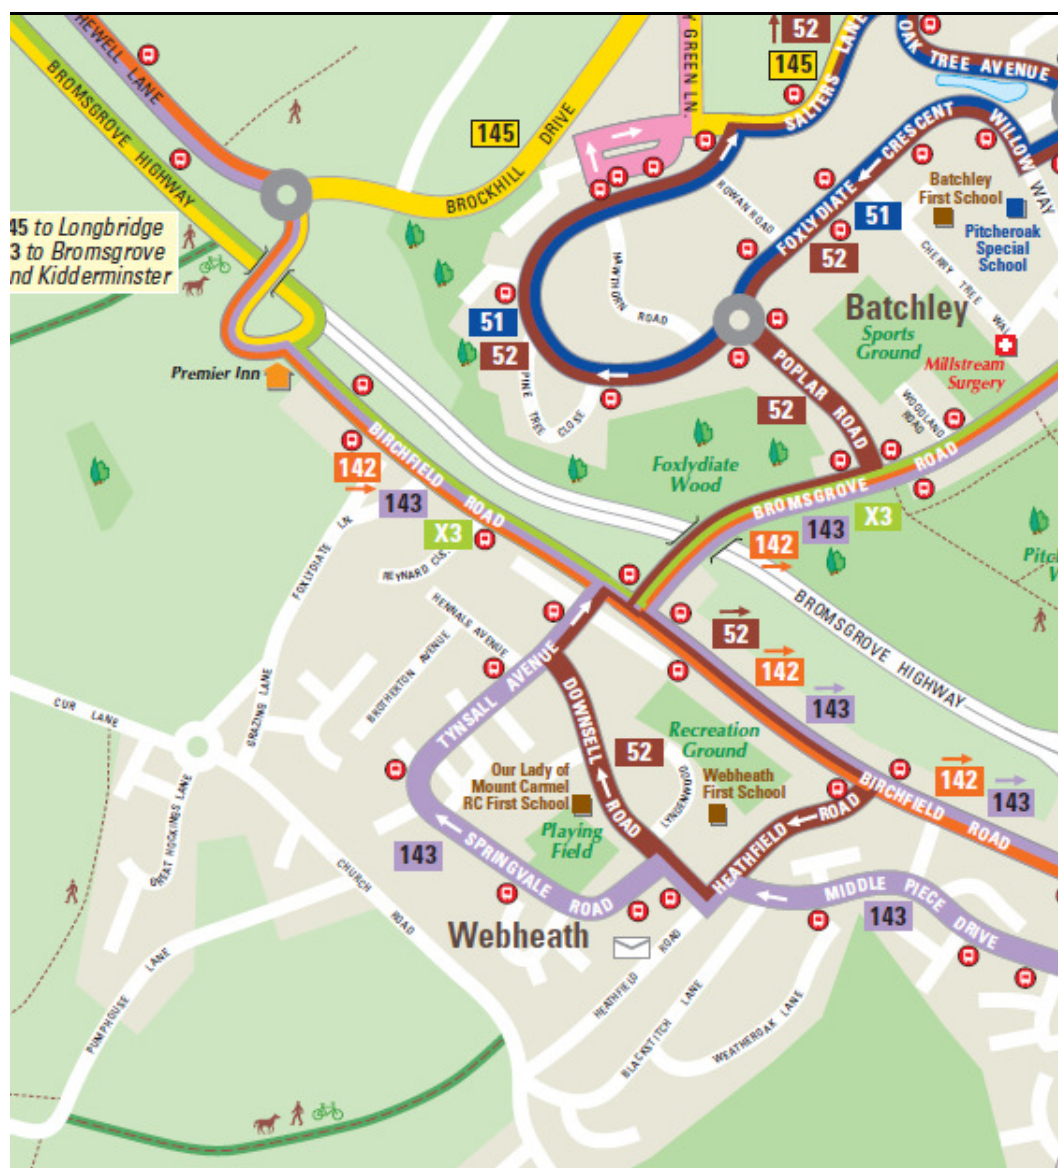 HEWELL LANE
BROMSGROVE HIGHWAY
145
BROCKHILL DRIVE
Y GREEN LN.
52
145
SALTERS LANE
OAK TREE AVENUE
WILLOW WAY
FOXLYDIATE CRESCENT
51
52
Batchley
First School
Pitcheroak
Special
School
45 to Longbridge
3 to Bromsgrove
nd Kidderminster
ROWAN ROAD
HAWTHORN ROAD
CHERRY TREE WALK
Batchley
Sports
Ground
Millstream
Surgery
51
52
Premier Inn
PINE TREE CLOSE
POPLAR ROAD
52
WOODLAND
ROAD
Foxlydiate
Wood
BIRCHFIELD ROAD
142
143
X3
BROMSGROVE ROAD
142
143
X3
FOXLYDIATE LN
REYNARD CLS
HENNALS AVENUE
BROTHERTON AVENUE
BROMSGROVE HIGHWAY
Pitc
W
52
142
143
CUR LANE
GRAZING LANE
TYNSALL AVENUE
DOWNSELL ROAD
52
Recreation
Ground
LYNDENWOOD
Webheath
First School
Our Lady of
Mount Carmel
RC First School
Playing
Field
142
143
BIRCHFIELD ROAD
HEATHFIELD ROAD
143
SPRINGVALE ROAD
GREAT HOCKINGS LANE
CHURCH ROAD
MIDDLE PIECE DRIVE
143
Webheath
HEATHFIELD ROAD
BLACKSTITCH LANE
WEATHEROAK LANE
PUMPHOUSE LANE